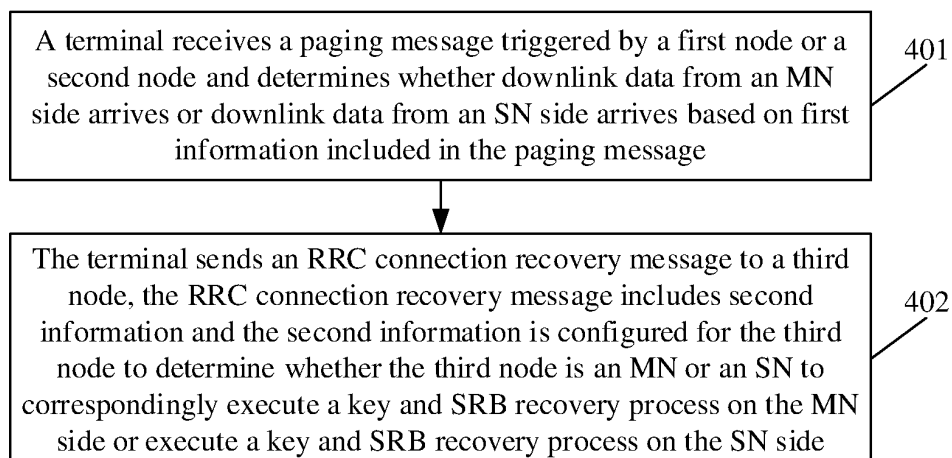 A terminal receives a paging message triggered by a first node or a
second node and determines whether downlink data from an MN
side arrives or downlink data from an SN side arrives based on first
information included in the paging message
401
The terminal sends an RRC connection recovery message to a third
node, the RRC connection recovery message includes second
information and the second information is configured for the third
node to determine whether the third node is an MN or an SN to
correspondingly execute a key and SRB recovery process on the MN
side or execute a key and SRB recovery process on the SN side
402